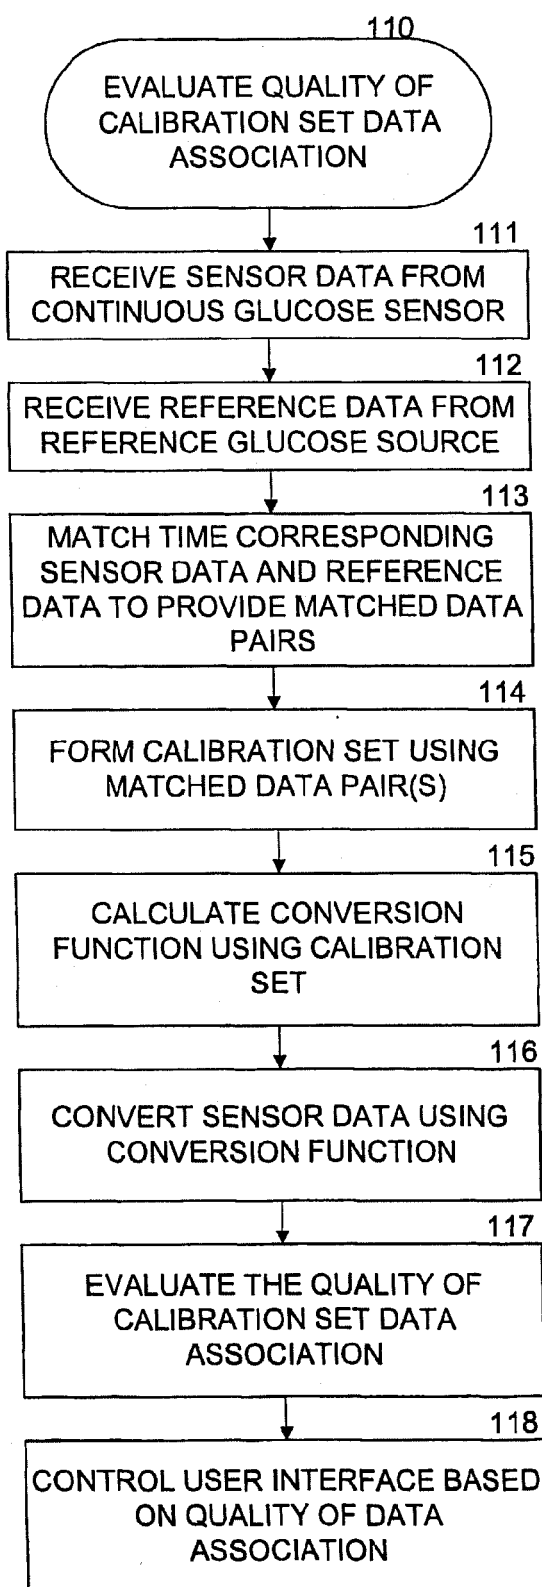 110
EVALUATE QUALITY OF
CALIBRATION SET DATA
ASSOCIATION
111
RECEIVE SENSOR DATA FROM
CONTINUOUS GLUCOSE SENSOR
112
RECEIVE REFERENCE DATA FROM
REFERENCE GLUCOSE SOURCE
113
MATCH TIME CORRESPONDING
SENSOR DATA AND REFERENCE
DATA TO PROVIDE MATCHED DATA
PAIRS
114
FORM CALIBRATION SET USING
MATCHED DATA PAIR(S)
115
CALCULATE CONVERSION
FUNCTION USING CALIBRATION
SET
116
CONVERT SENSOR DATA USING
CONVERSION FUNCTION
117
EVALUATE THE QUALITY OF
CALIBRATION SET DATA
ASSOCIATION
118
CONTROL USER INTERFACE BASED
ON QUALITY OF DATA
ASSOCIATION